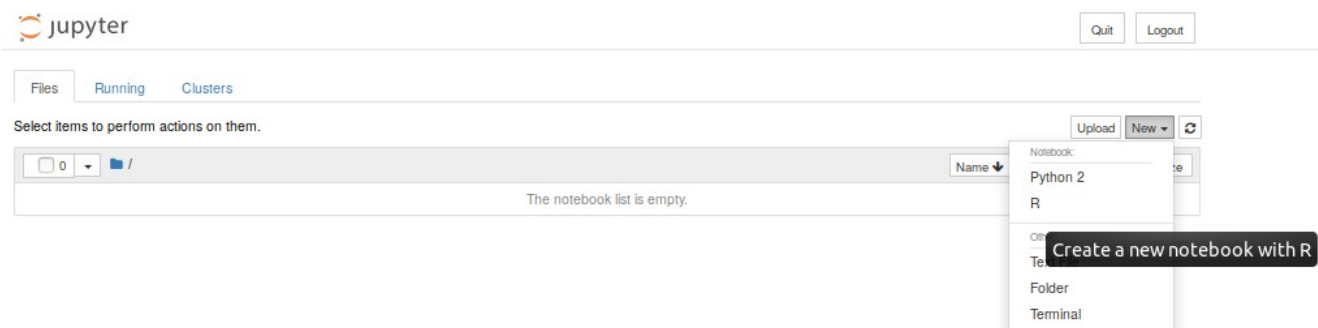 jupyter
Quit Logout
Files Running Clusters
Select items to perform actions on them.
Upload New
0 / Name
Notebook:
The notebook list is empty.
Python 2
R
Create a new notebook with R
Folder
Terminal